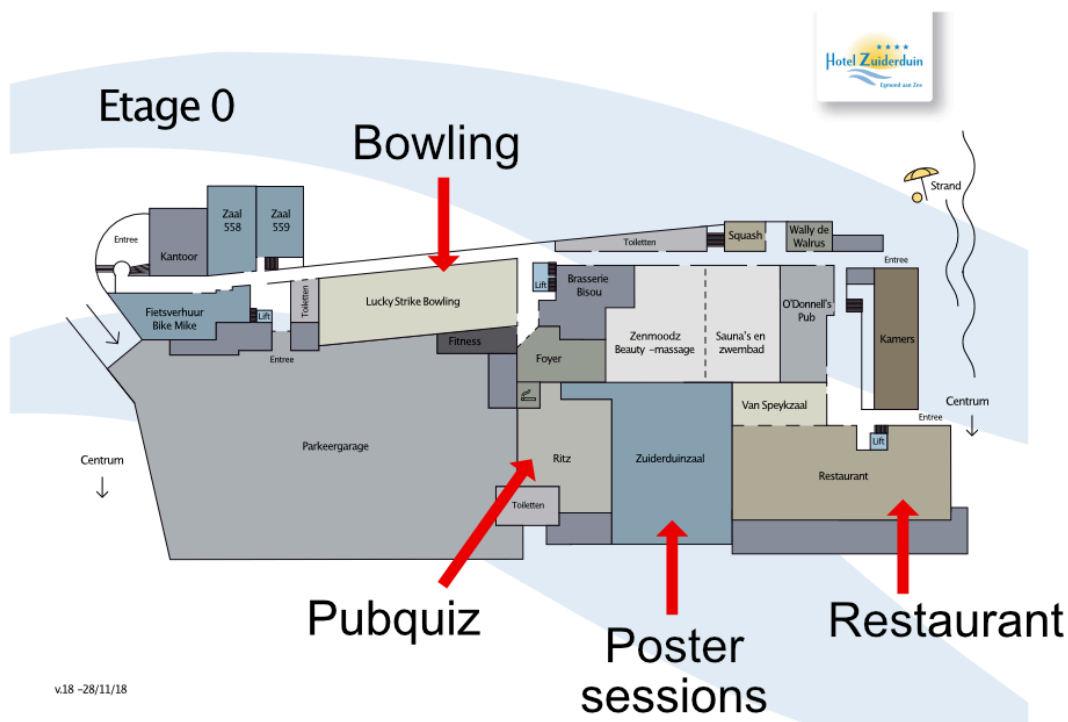 Hotel Zuiderduin
Egmond aan Zee
Etage 0
Bowling
Strand
Zaal
558
Zaal
559
Entree
Kantoor
Toiletten
Squash
Wally de
Walrus
Entree
Fietsverhuur
Bike Mike
Lift
Toiletten
Lucky Strike Bowling
Lift
Brasserie
Bisou
Zenmoodz
Beauty –massage
Sauna's en
zwembad
O'Donnell's
Pub
Kamers
Entree
Fitness
Foyer
Van Speykzaal
Entree
Centrum
Centrum
Parkeergarage
Ritz
Zuiderduinzaal
Lift
Restaurant
Toiletten
Pubquiz
Poster
sessions
Restaurant
v.18 –28/11/18